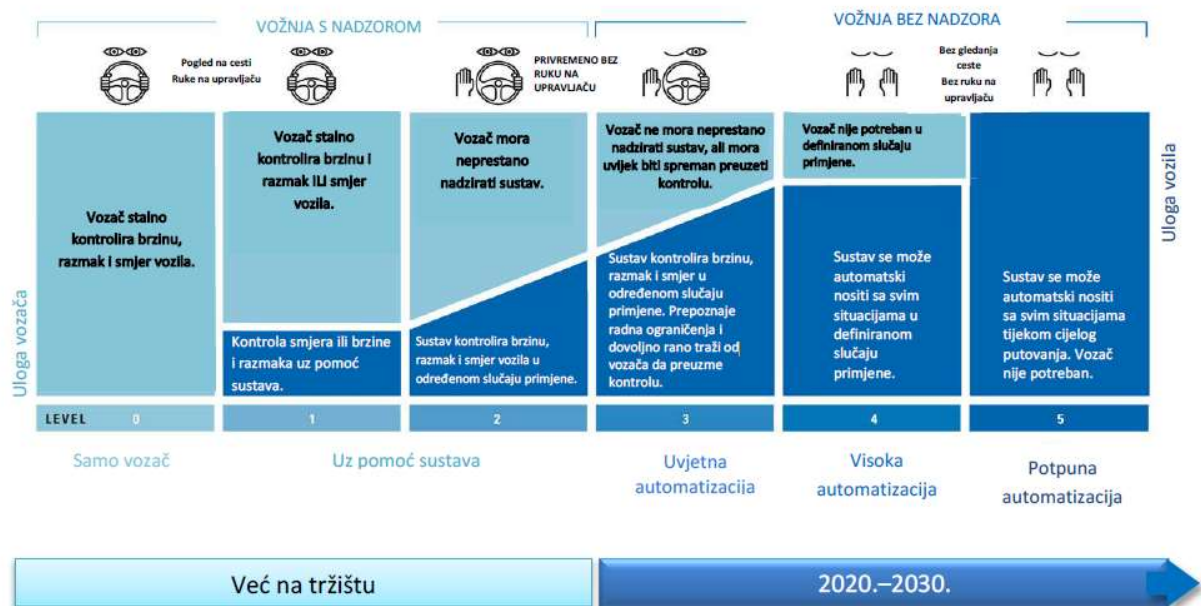 VOŽNJA S NADZOROM
VOŽNJA BEZ NADZORA
Pogled na cesti
Ruke na upravljaču
PRIVREMENO BEZ
RUKU NA
UPRAVLJAČU
Bez gledanja
ceste
Bez ruku na
upravljaču
Uloga vozača
Vozač stalno
kontrolira brzinu,
razmak i smjer vozila.
Vozač stalno
kontrolira brzinu i
razmak ILI smjer
vozila.
Kontrola smjera ili brzine
i razmaka uz pomoć
sustava.
Vozač mora
neprestano
nadzirati sustav.
Sustav kontrolira brzinu,
razmak i smjer vozila u
određenom slučaju primjene.
Vozač ne mora neprestano
nadzirati sustav, ali mora
uvijek biti spreman preuzeti
kontrolu.
Sustav kontrolira brzinu,
razmak i smjer u
određenom slučaju
primjene. Prepoznaje
radna ograničenja i
dovoljno rano traži od
vozača da preuzme
kontrolu.
Vozač nije potreban u
definiranom slučaju
primjene.
Sustav se može
automatski
nositi sa svim
situacijama u
definiranom
slučaju
primjene.
Sustav se može
automatski nositi
sa svim situacijama
tijekom cijelog
putovanja. Vozač
nije potreban.
Uloga vozila
LEVEL 0 1 2 3 4 5
Samo vozač
Uz pomoć sustava
Uvjetna
automatizacija
Visoka
automatizacija
Potpuna
automatizacija
Već na tržištu
2020.–2030.